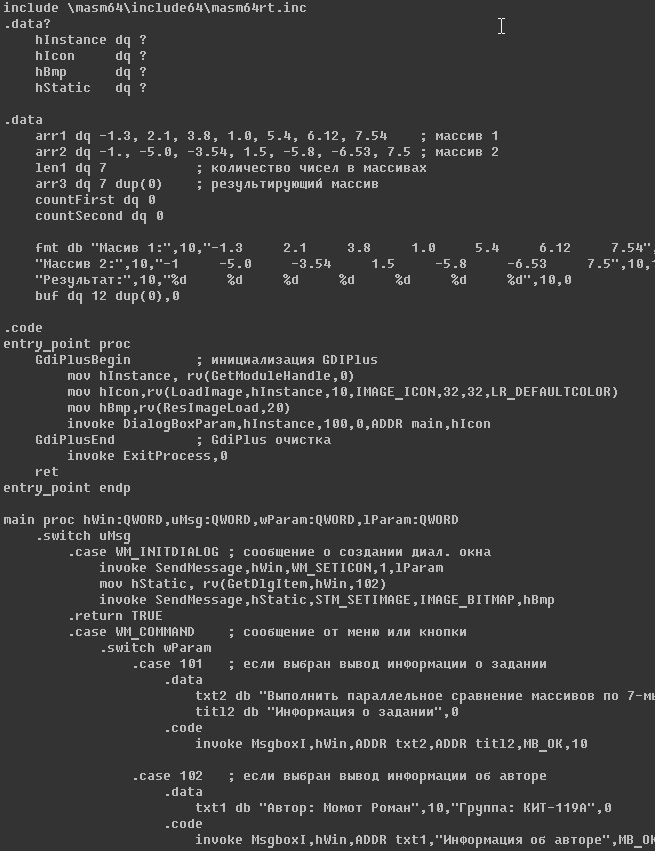 include \masm64\include64\masm64rt.inc
.data?
    hInstance dq ?
    hIcon     dq ?
    hBmp      dq ?
    hStatic   dq ?
.data
    arr1 dq -1.3, 2.1, 3.8, 1.0, 5.4, 6.12, 7.54    ; массив 1
    arr2 dq -1., -5.0, -3.54, 1.5, -5.8, -6.53, 7.5 ; массив 2
    len1 dq 7           ; количество чисел в массивах
    arr3 dq 7 dup(0)    ; результирующий массив
    countFirst dq 0
    countSecond dq 0
    fmt db "Масив 1:",10,"-1.3     2.1     3.8     1.0     5.4     6.12     7.54",
    "Массив 2:",10,"-1     -5.0     -3.54     1.5     -5.8     -6.53     7.5",10,
    "Результат:",10,"%d     %d     %d     %d     %d     %d     %d",10,0
    buf dq 12 dup(0),0
.code
entry_point proc
    GdiPlusBegin        ; инициализация GDIPlus
        mov hInstance, rv(GetModuleHandle,0)
        mov hIcon,rv(LoadImage,hInstance,10,IMAGE_ICON,32,32,LR_DEFAULTCOLOR)
        mov hBmp,rv(ResImageLoad,20)
        invoke DialogBoxParam,hInstance,100,0,ADDR main,hIcon
    GdiPlusEnd          ; GdiPlus очистка
        invoke ExitProcess,0
    ret
entry_point endp
main proc hWin:QWORD,uMsg:QWORD,wParam:QWORD,lParam:QWORD
    .switch uMsg
        .case WM_INITDIALOG ; сообщение о создании диал. окна
            invoke SendMessage,hWin,WM_SETICON,1,lParam
            mov hStatic, rv(GetDlgItem,hWin,102)
            invoke SendMessage,hStatic,STM_SETIMAGE,IMAGE_BITMAP,hBmp
        .return TRUE
        .case WM_COMMAND    ; сообщение от меню или кнопки
            .switch wParam
                .case 101   ; если выбран вывод информации о задании
                    .data
                        txt2 db "Выполнить параллельное сравнение массивов по 7-м
                        titl2 db "Информация о задании",0
                    .code
                        invoke MsgboxI,hWin,ADDR txt2,ADDR titl2,MB_OK,10
                .case 102   ; если выбран вывод информации об авторе
                    .data
                        txt1 db "Автор: Момот Роман",10,"Группа: КИТ-119А",0
                    .code
                        invoke MsgboxI,hWin,ADDR txt1,"Информация об авторе",MB_OK